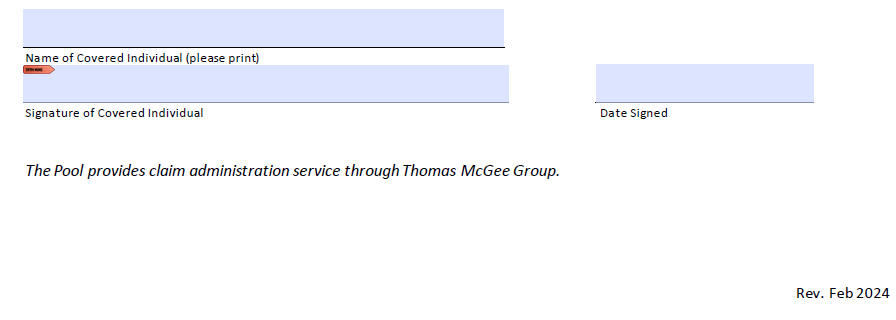 Name of Covered Individual (please print)
Signature of Covered Individual
Date Signed
The Pool provides claim administration service through Thomas McGee Group.
Rev. Feb 2024